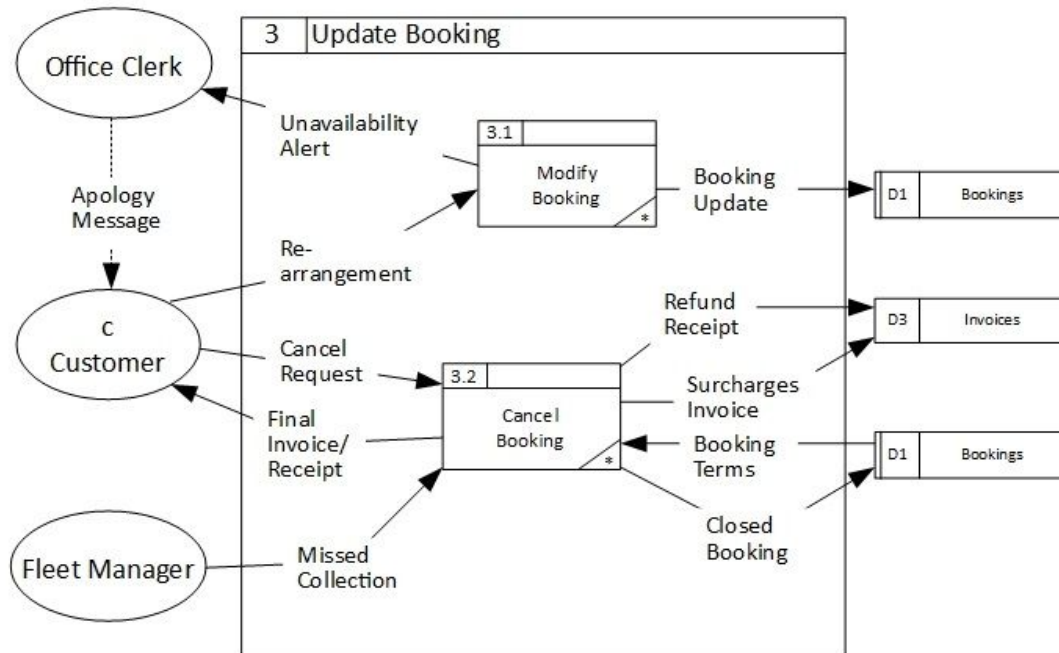 3 Update Booking
Office Clerk
Unavailability
Alert
3.1
Modify
Booking
*
Booking
Update
D1 Bookings
Apology
Message
Re-
arrangement
c
Customer
Refund
Receipt
D3 Invoices
Cancel
Request
3.2
Cancel
Booking
*
Surcharges
Invoice
Final
Invoice/
Receipt
Booking
Terms
D1 Bookings
Closed
Booking
Fleet Manager
Missed
Collection